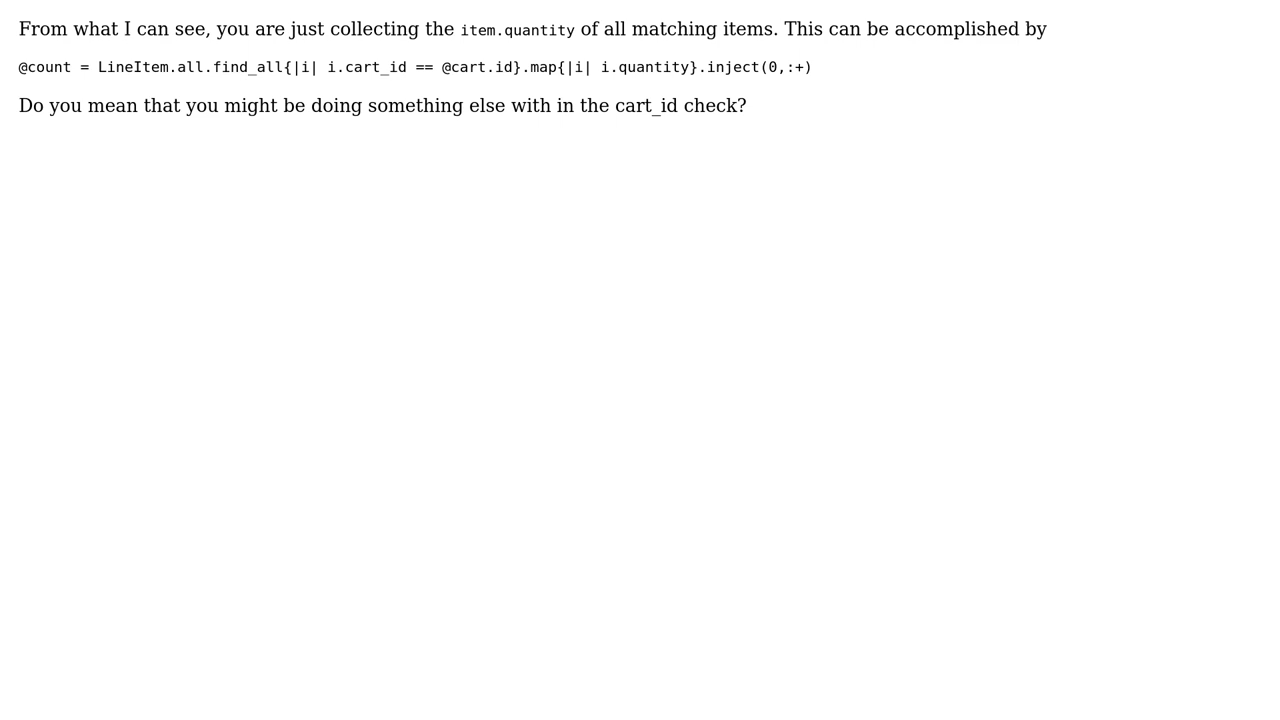 From what I can see, you are just collecting the item.quantity of all matching items. This can be accomplished by
@count = LineItem.all.find_all{|i| i.cart_id == @cart.id}.map{|i| i.quantity}.inject(0,:+)
Do you mean that you might be doing something else with in the cart_id check?